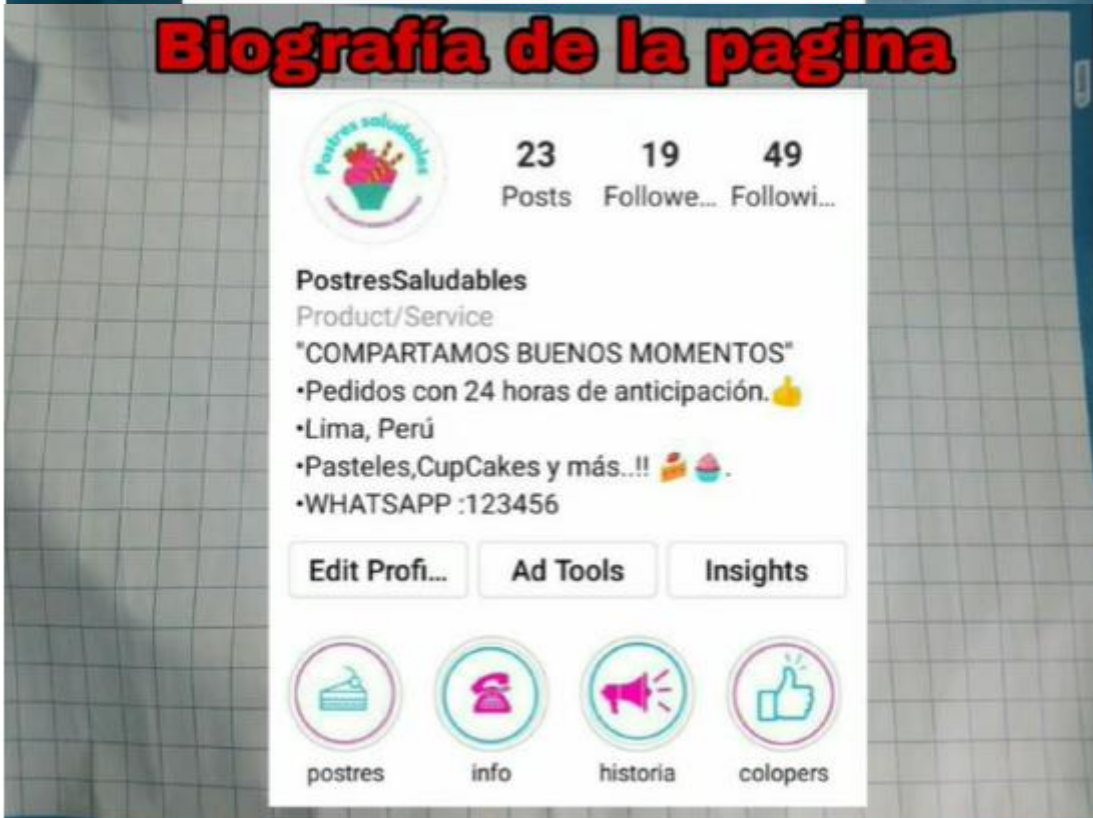 Biografía de la pagina
Postres saludables
23 19 49
Posts Followe... Followi...
PostresSaludables
Product/Service
"COMPARTAMOS BUENOS MOMENTOS"
•Pedidos con 24 horas de anticipación.👍
•Lima, Perú
•Pasteles,CupCakes y más..!! 🍰🧁.
•WHATSAPP :123456
Edit Profi... Ad Tools Insights
postres info historia colopers